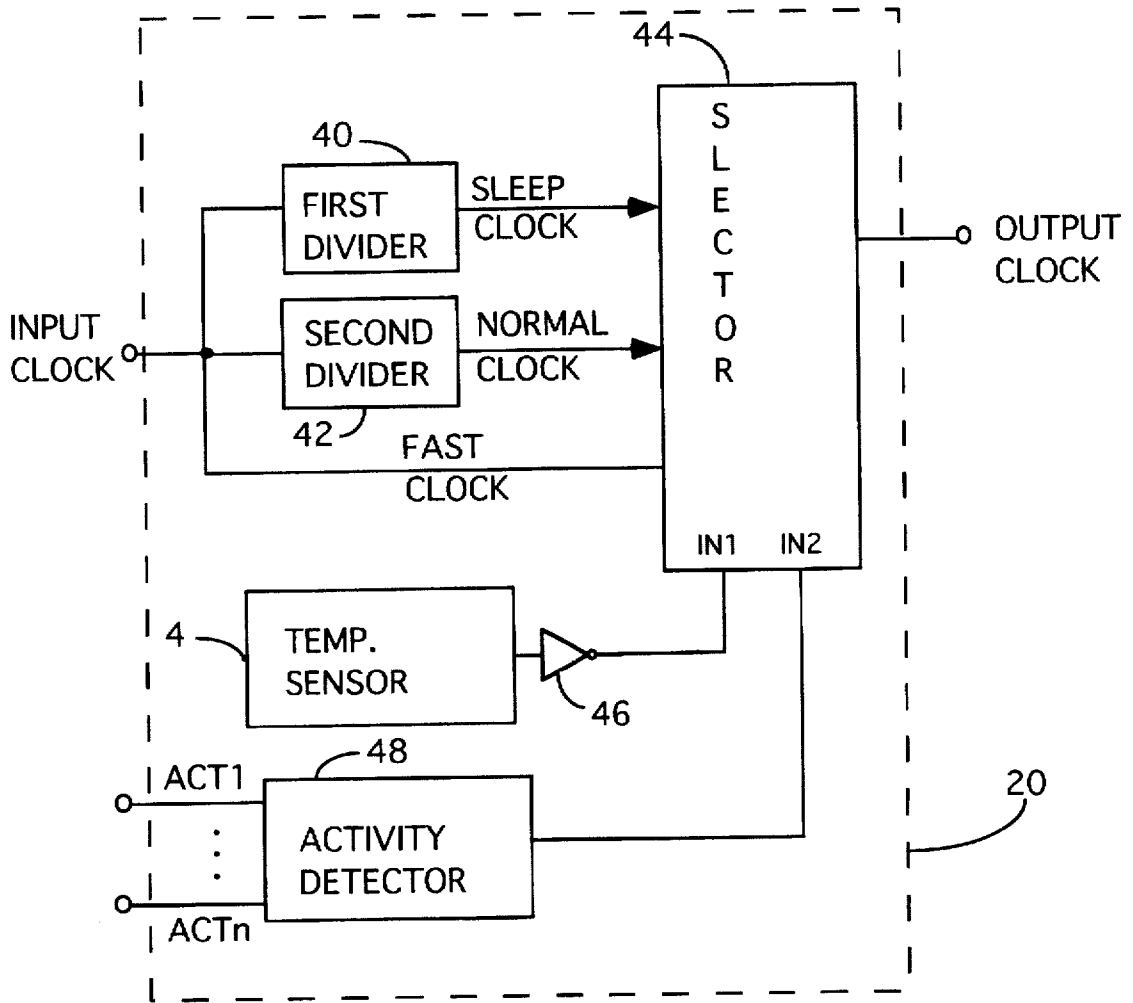 44
SLECTOR
40
FIRST
DIVIDER
SLEEP
CLOCK
OUTPUT
CLOCK
INPUT
CLOCK
SECOND
DIVIDER
NORMAL
CLOCK
42
FAST
CLOCK
IN1 IN2
4
TEMP.
SENSOR
46
48
ACT1
20
ACTIVITY
DETECTOR
ACTn